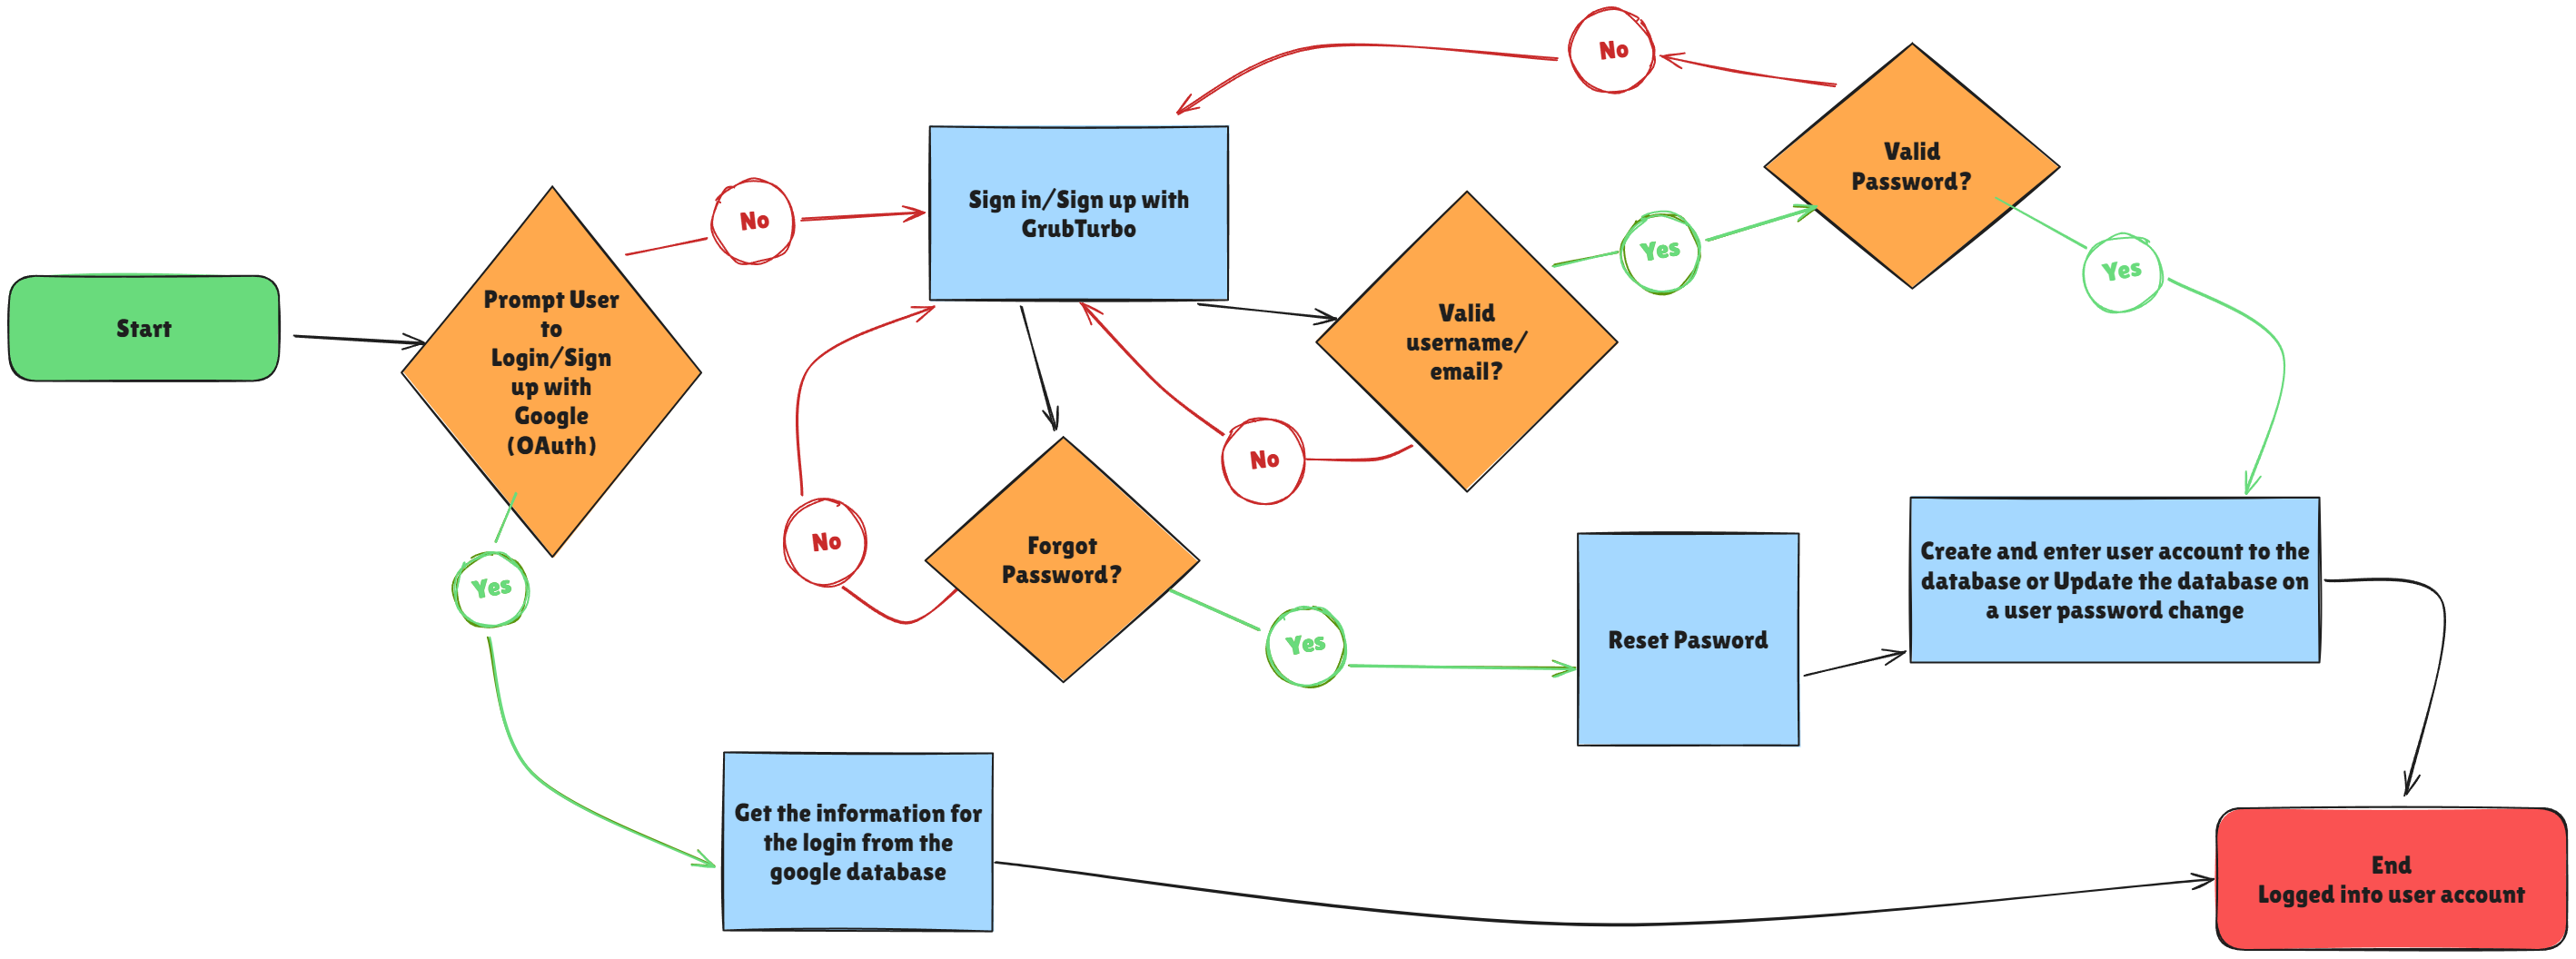 Start
Prompt User
to
Login/Sign
up with
Google
(OAuth)
No
Yes
Sign in/Sign up with
GrubTurbo
No
Valid
Password?
Yes
Valid
username/
email?
Yes
No
Forgot
Password?
No
Yes
Reset Pasword
Create and enter user account to the
database or Update the database on
a user password change
Get the information for
the login from the
google database
End
Logged into user account